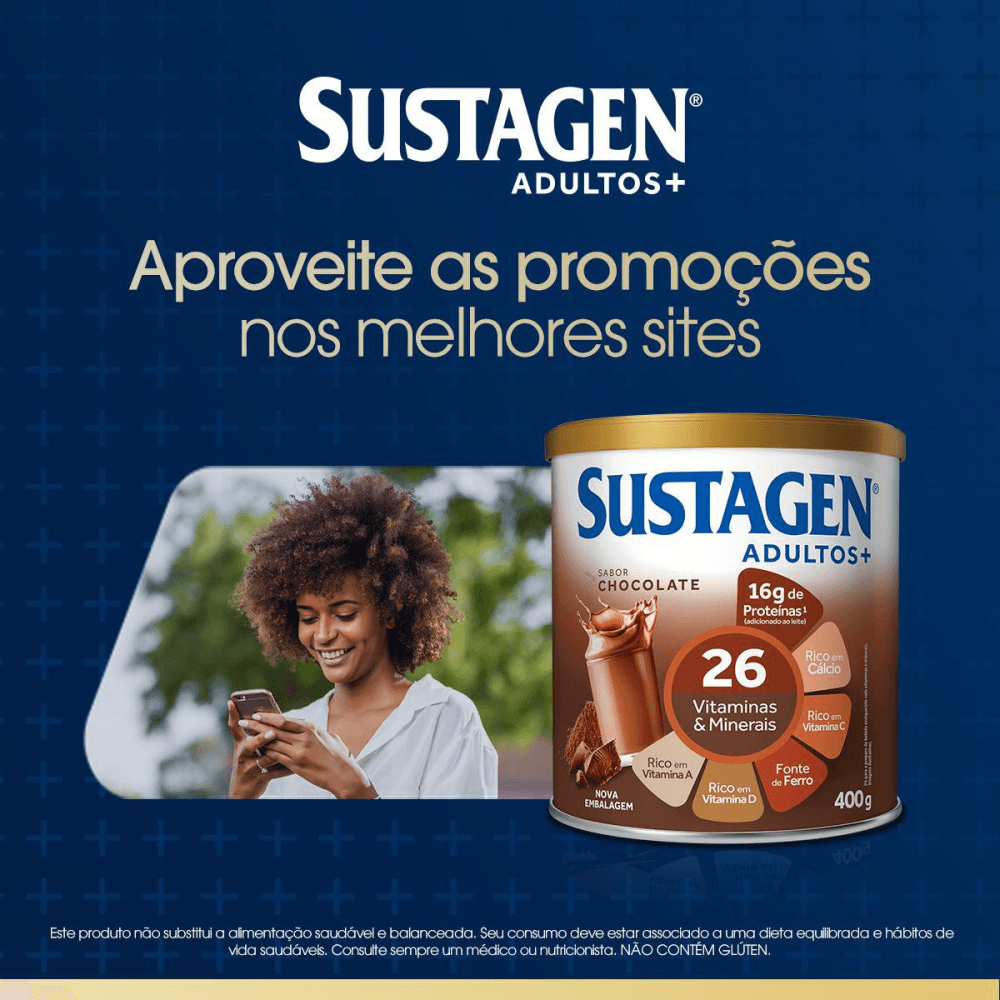 SUSTAGEN®
ADULTOS+
Aproveite as promoções
nos melhores sites
SUSTAGEN®
ADULTOS+
SABOR
CHOCOLATE
16g de
Proteínas¹
(adicionado ao leite)
26
Vitaminas
& Minerais
Rico em
Cálcio
Rico em
Vitamina C
Fonte
de Ferro
Rico em
Vitamina D
Rico em
Vitamina A
NOVA
EMBALAGEM
400g
Este produto não substitui a alimentação saudável e balanceada. Seu consumo deve estar associado a uma dieta equilibrada e hábitos de
vida saudáveis. Consulte sempre um médico ou nutricionista. NÃO CONTÉM GLÚTEN.